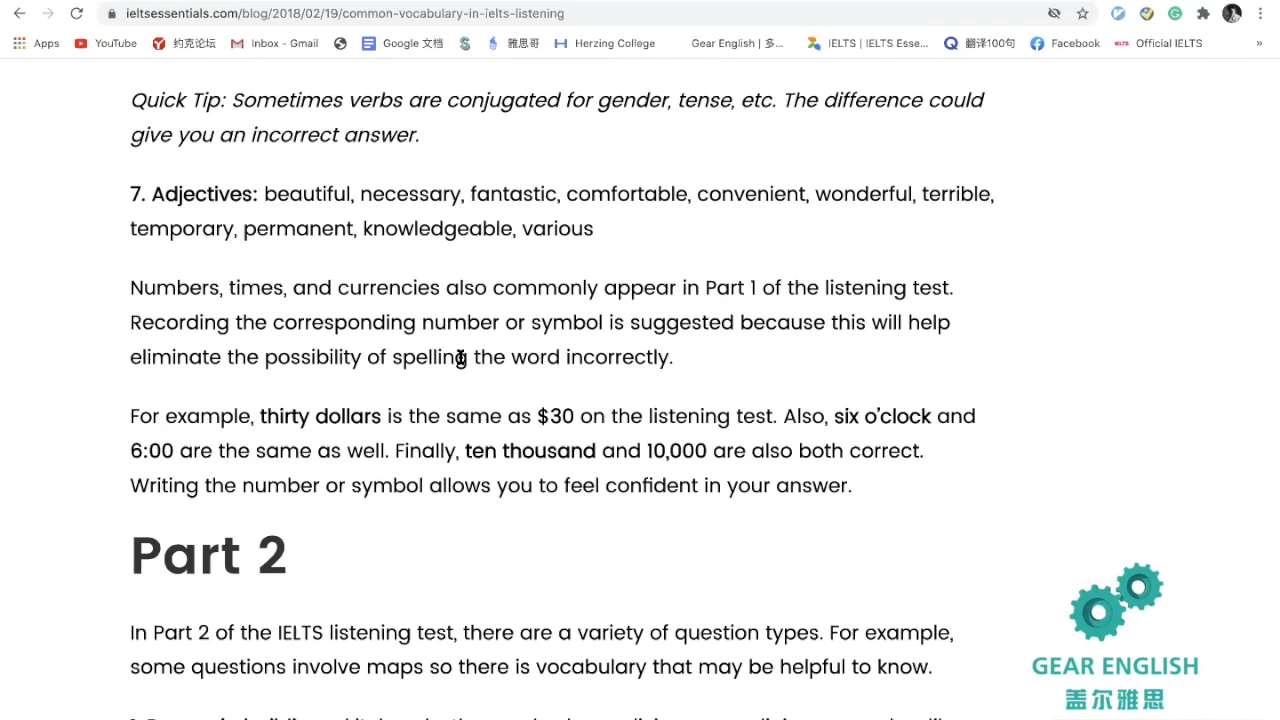 ieltsessentials.com/blog/2018/02/19/common-vocabulary-in-ielts-listening
Apps YouTube 约克论坛 Inbox - Gmail Google 文档 雅思哥 Herzing College Gear English | 多... IELTS | IELTS Esse... 翻译100句 Facebook IELTS Official IELTS »
Quick Tip: Sometimes verbs are conjugated for gender, tense, etc. The difference could
give you an incorrect answer.
7. Adjectives: beautiful, necessary, fantastic, comfortable, convenient, wonderful, terrible,
temporary, permanent, knowledgeable, various
Numbers, times, and currencies also commonly appear in Part 1 of the listening test.
Recording the corresponding number or symbol is suggested because this will help
eliminate the possibility of spelling the word incorrectly.
For example, thirty dollars is the same as $30 on the listening test. Also, six o'clock and
6:00 are the same as well. Finally, ten thousand and 10,000 are also both correct.
Writing the number or symbol allows you to feel confident in your answer.
Part 2
In Part 2 of the IELTS listening test, there are a variety of question types. For example,
some questions involve maps so there is vocabulary that may be helpful to know.
GEAR ENGLISH
盖尔雅思